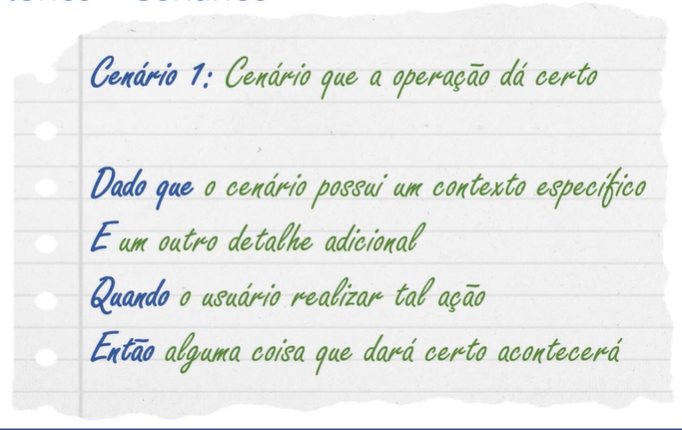 Cenário 1: Cenário que a operação dá certo
Dado que o cenário possui um contexto específico
E um outro detalhe adicional
Quando o usuário realizar tal ação
Então alguma coisa que dará certo acontecerá